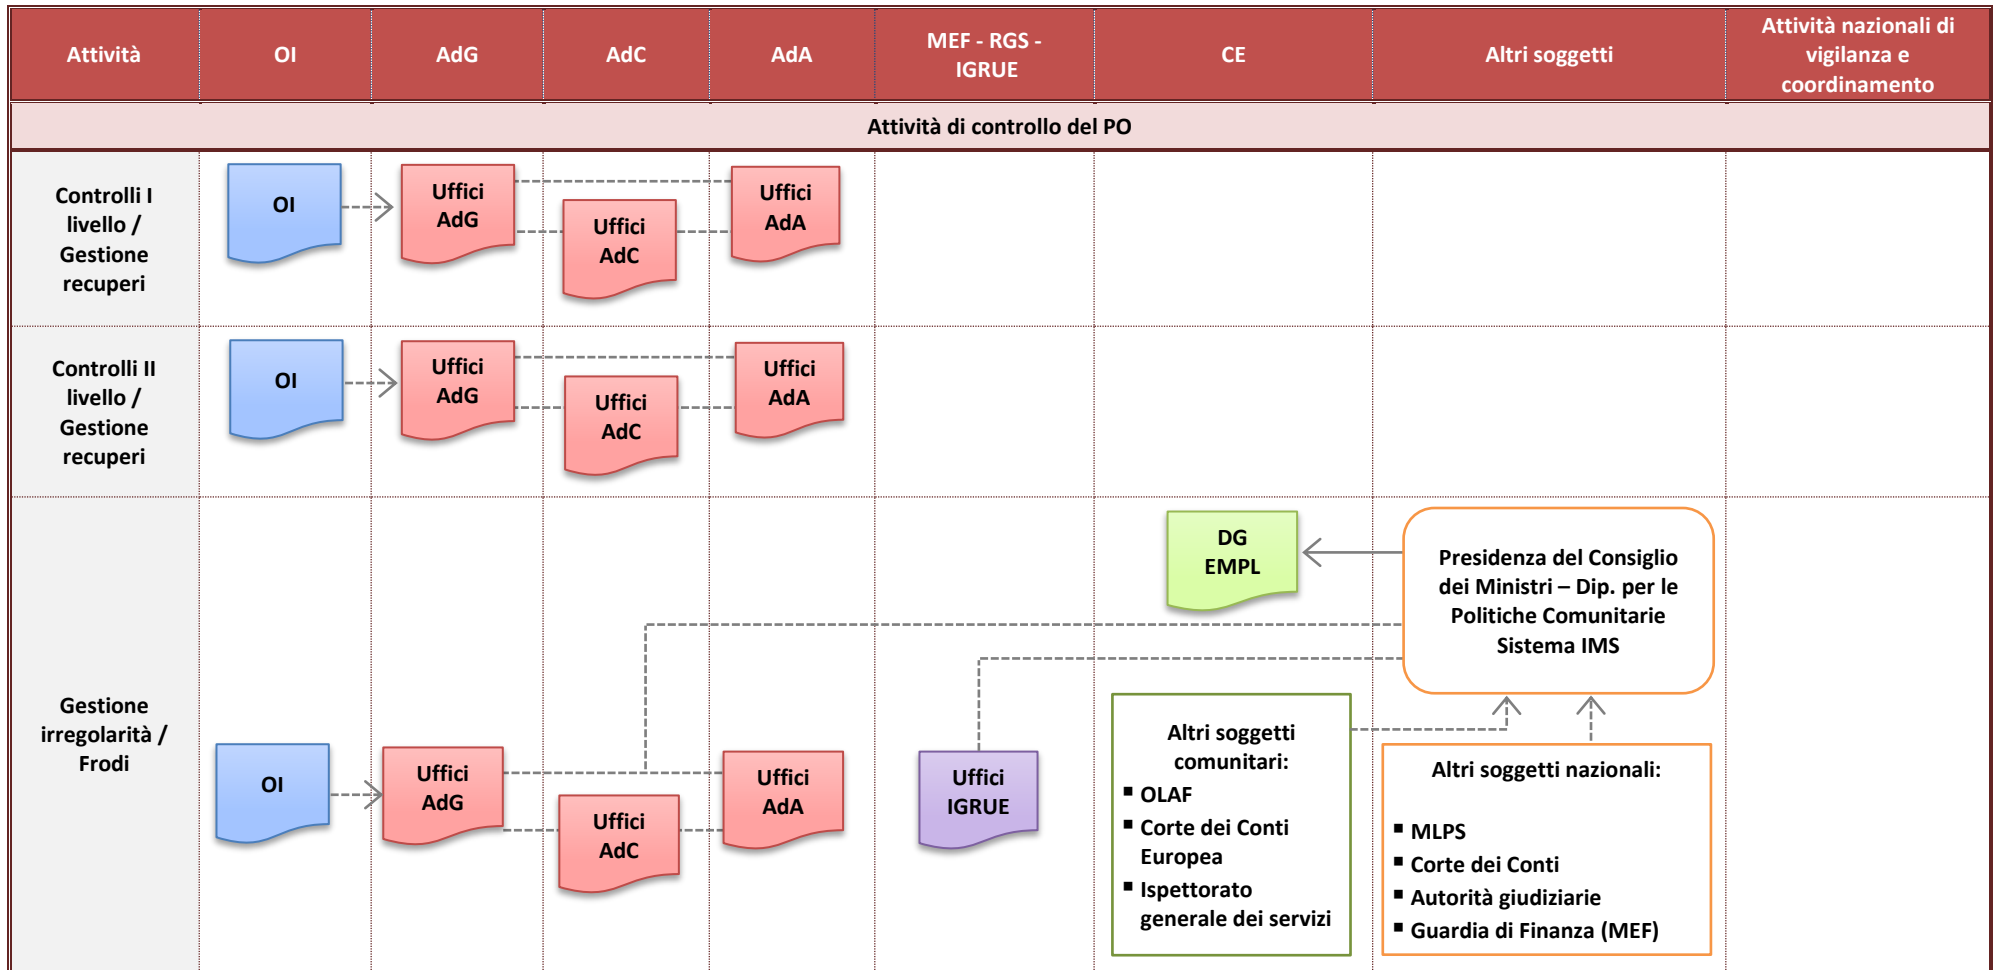 Attività
OI
AdG
AdC
AdA
MEF - RGS -
IGRUE
CE
Altri soggetti
Attività nazionali di
vigilanza e
coordinamento
Attività di controllo del PO
Controlli I
livello /
Gestione
recuperi
OI
Uffici
AdG
Uffici
AdC
Uffici
AdA
Controlli II
livello /
Gestione
recuperi
OI
Uffici
AdG
Uffici
AdC
Uffici
AdA
Gestione
irregolarità /
Frodi
OI
Uffici
AdG
Uffici
AdC
Uffici
AdA
Uffici
IGRUE
DG
EMPL
Presidenza del Consiglio
dei Ministri – Dip. per le
Politiche Comunitarie
Sistema IMS
Altri soggetti
comunitari:
▪ OLAF
▪ Corte dei Conti
Europea
▪ Ispettorato
generale dei servizi
Altri soggetti nazionali:
▪ MLPS
▪ Corte dei Conti
▪ Autorità giudiziarie
▪ Guardia di Finanza (MEF)